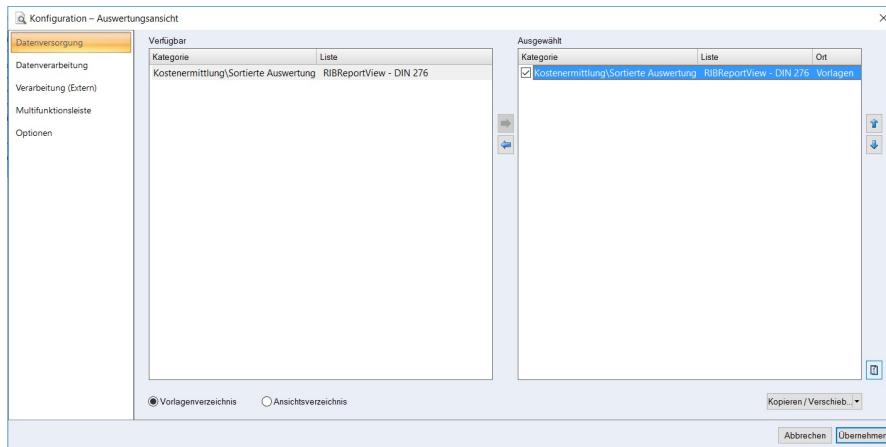 Konfiguration – Auswertungsansicht
Datenversorgung
Datenverarbeitung
Verarbeitung (Extern)
Multifunktionsleiste
Optionen
Verfügbar
Kategorie Liste
Kostenermittlung\Sortierte Auswertung RIBReportView - DIN 276
Vorlagenverzeichnis Ansichtsverzeichnis
Ausgewählt
Kategorie Liste Ort
Kostenermittlung\Sortierte Auswertung RIBReportView - DIN 276 Vorlagen
Kopieren / Verschieb...
Abbrechen Übernehmen